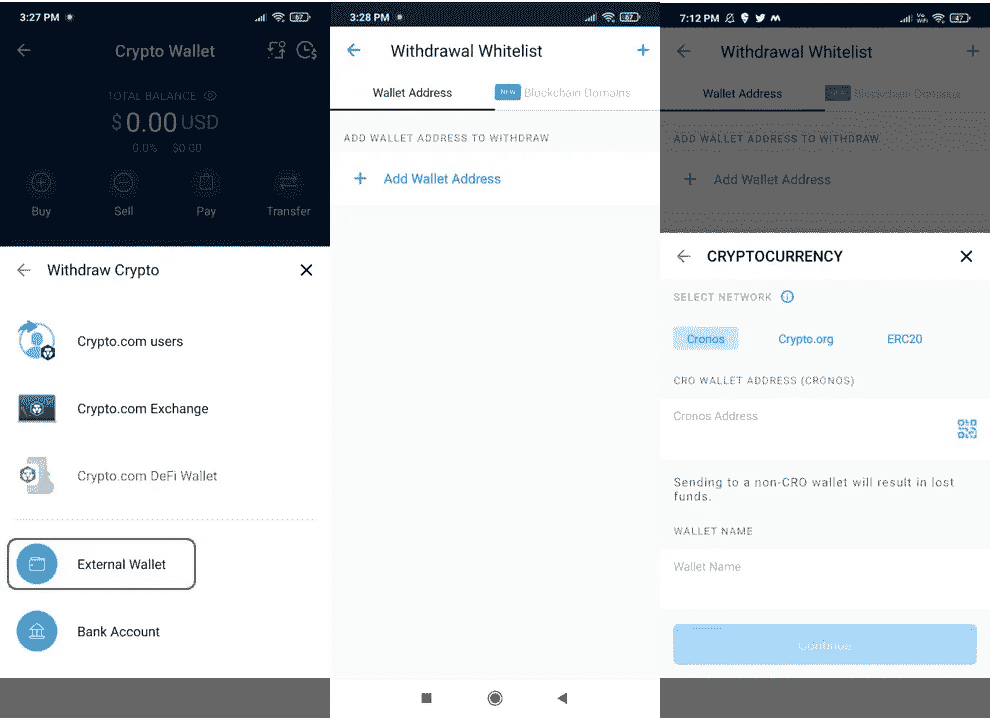 3:27 PM
67
Crypto Wallet
TOTAL BALANCE
$0.00 USD
0.0%
Buy
Sell
Pay
Transfer
Withdraw Crypto
Crypto.com users
Crypto.com Exchange
Crypto.com DeFi Wallet
External Wallet
Bank Account
3:28 PM
67
Withdrawal Whitelist
Wallet Address
NEW Blockchain Domains
ADD WALLET ADDRESS TO WITHDRAW
Add Wallet Address
7:12 PM
Vo WiFi
47
Withdrawal Whitelist
Wallet Address
Blockchain Domains
ADD WALLET ADDRESS TO WITHDRAW
Add Wallet Address
CRYPTOCURRENCY
SELECT NETWORK
Cronos Crypto.org ERC20
CRO WALLET ADDRESS (CRONOS)
Cronos Address
Sending to a non-CRO wallet will result in lost
funds.
WALLET NAME
Wallet Name
Continue